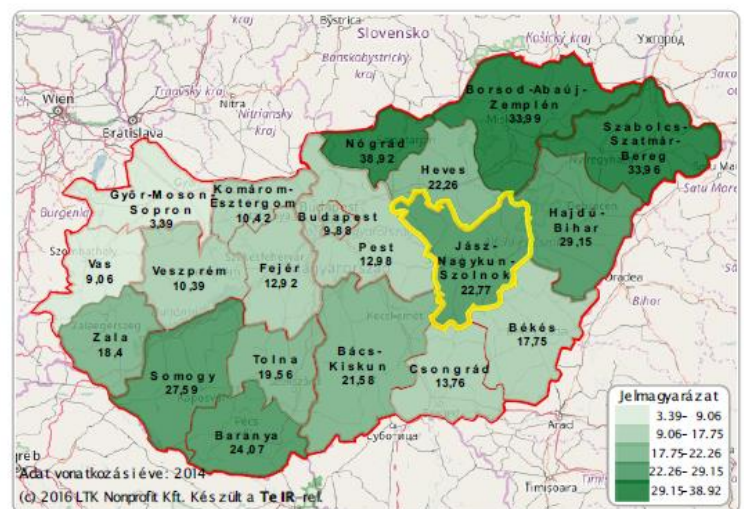 Bystrica
kraj
Slovensko
Košický kraj
Ужгород
Banskobystrický
kraj
Trnavský
kraj
Wien
Nitra
Nitriansky
kraj
Bratislava
Borsod-Abaúj-
Zemplén
33,99
Nógrád
38,92
Szabolcs-
Szatmár-
Bereg
33,96
Heves
22,26
Satu Mare
Győr-Moson-
Sopron
3,39
Komárom-
Esztergom
10,42
Budapest
9,88
Burgenland
Hajdú-
Bihar
29,15
Pest
12,98
Jász-
Nagykun-
Szolnok
22,77
Vas
9,06
Veszprém
10,39
Fejér
12,92
Oradea
Bihor
Békés
17,75
Zala
18,4
Tolna
19,56
Bács-
Kiskun
21,58
Csongrád
13,76
Somogy
27,59
Baranya
24,07
Суботица
Arad
Timișoara
Jelmagyarázat
3.39- 9.06
9.06- 17.75
17.75-22.26
22.26-29.15
29.15-38.92
Adat vonatkozási éve: 2014
(c) 2016 LTK Nonprofit Kft. Készült a TeIR-ref.